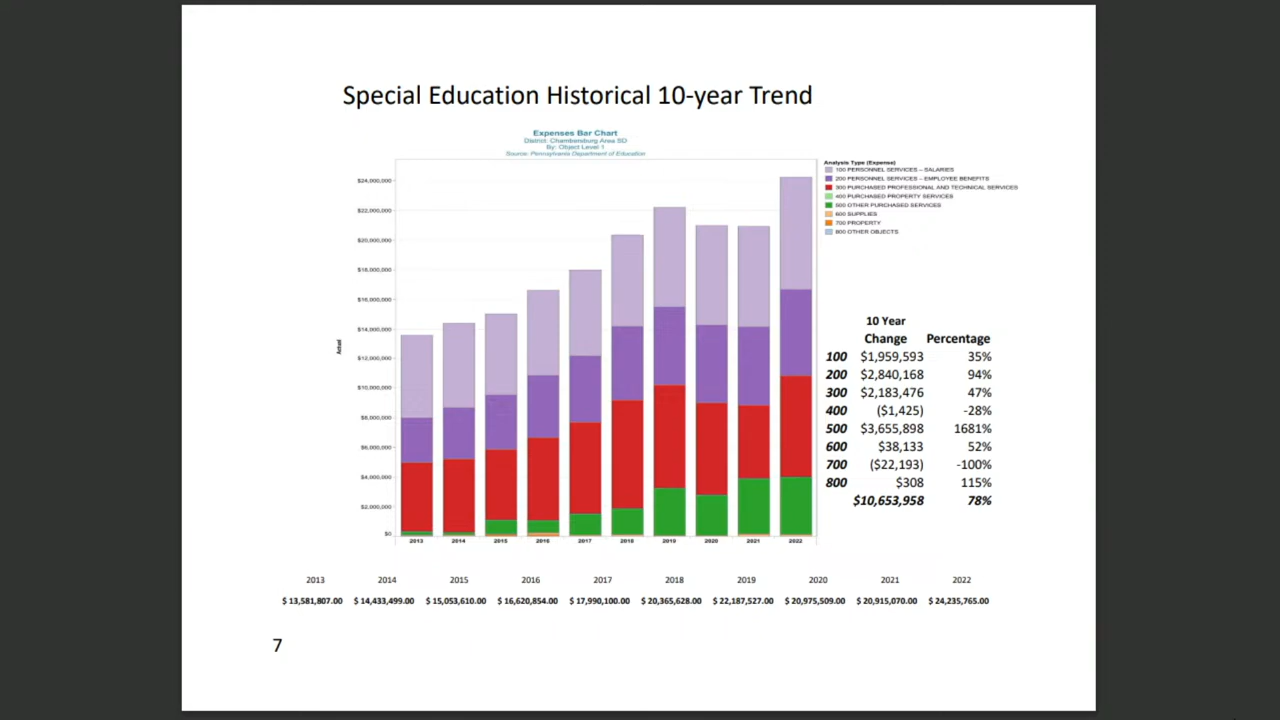 Special Education Historical 10-year Trend
Expenses Bar Chart
District: Chambersburg Area SD
By: Object Level 1
Source: Pennsylvania Department of Education
Analysis Type (Expense)
100 PERSONNEL SERVICES – SALARIES
200 PERSONNEL SERVICES – EMPLOYEE BENEFITS
300 PURCHASED PROFESSIONAL AND TECHNICAL SERVICES
400 PURCHASED PROPERTY SERVICES
500 OTHER PURCHASED SERVICES
600 SUPPLIES
700 PROPERTY
800 OTHER OBJECTS
$24,000,000
$22,000,000
$20,000,000
$18,000,000
$16,000,000
$14,000,000
$12,000,000
$10,000,000
$8,000,000
$6,000,000
$4,000,000
$2,000,000
$0
Actual
2013 2014 2015 2016 2017 2018 2019 2020 2021 2022
10 Year
Change Percentage
100 $1,959,593 35%
200 $2,840,168 94%
300 $2,183,476 47%
400 ($1,425) -28%
500 $3,655,898 1681%
600 $38,133 52%
700 ($22,193) -100%
800 $308 115%
$10,653,958 78%
2013 2014 2015 2016 2017 2018 2019 2020 2021 2022
$ 13,581,807.00 $ 14,433,499.00 $ 15,053,610.00 $ 16,620,854.00 $ 17,990,100.00 $ 20,365,628.00 $ 22,187,527.00 $ 20,975,509.00 $ 20,915,070.00 $ 24,235,765.00
7